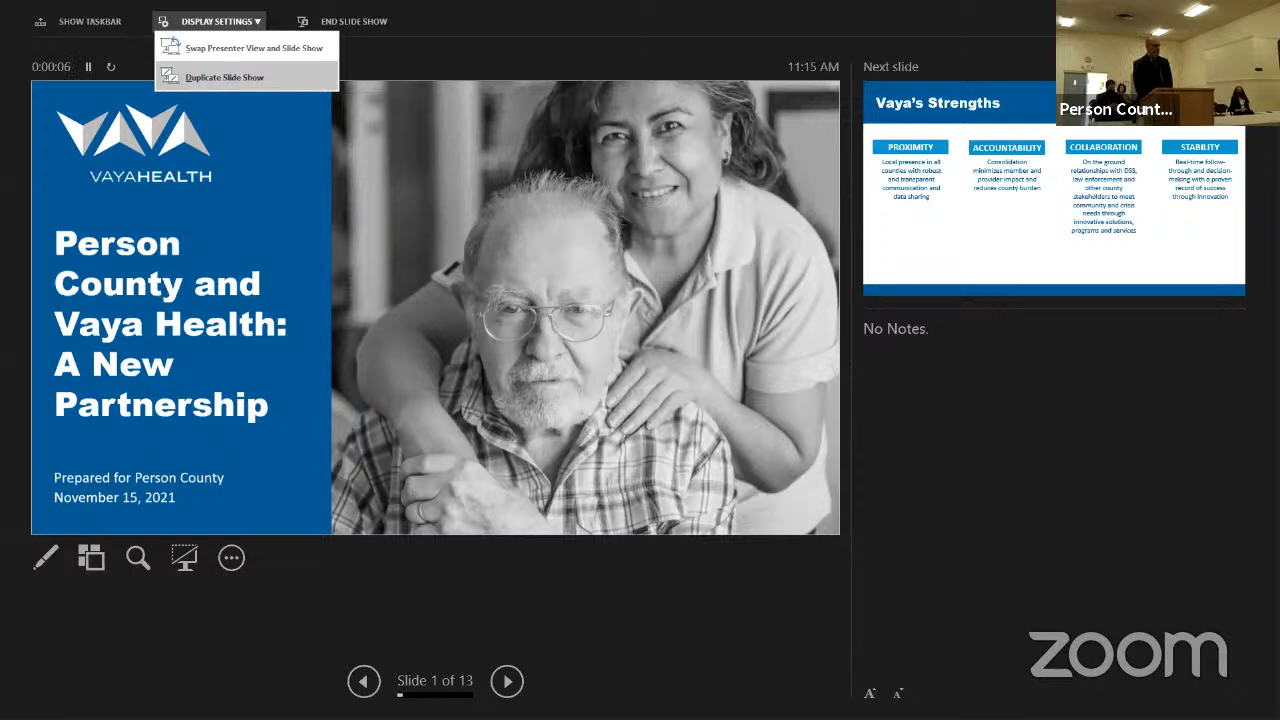 SHOW TASKBAR
DISPLAY SETTINGS ▼
END SLIDE SHOW
Swap Presenter View and Slide Show
Duplicate Slide Show
0:00:06
11:15 AM
VAYA
VAYAHEALTH
Person
County and
Vaya Health:
A New
Partnership
Prepared for Person County
November 15, 2021
Slide 1 of 13
Next slide
Vaya's Strengths
PROXIMITY
Local presence in all
counties with robust
and transparent
communication and
data sharing
ACCOUNTABILITY
Consolidation
minimizes member and
provider impact and
reduces county burden
COLLABORATION
On the ground
relationships with DSS,
law enforcement and
other county
stakeholders to meet
community and crisis
needs through
innovative solutions,
programs and services
STABILITY
Real-time follow-
through and decision-
making with a proven
record of success
through innovation
Person Count...
No Notes.
A A
zoom